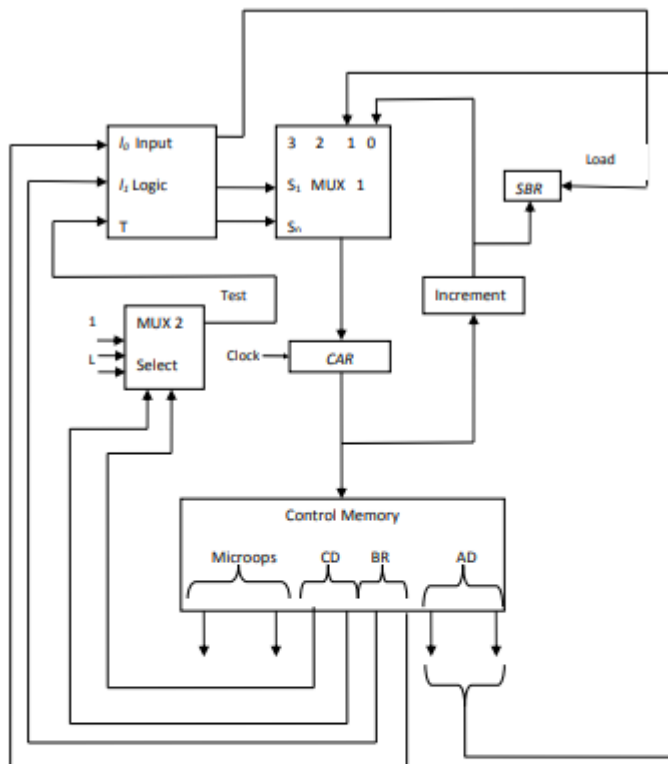 I₀ Input
3 2 1 0
Load
I₁ Logic
S₁ MUX 1
SBR
T
S₀
Test
Increment
1
MUX 2
L
Select
Clock
CAR
Control Memory
Microops
CD
BR
AD